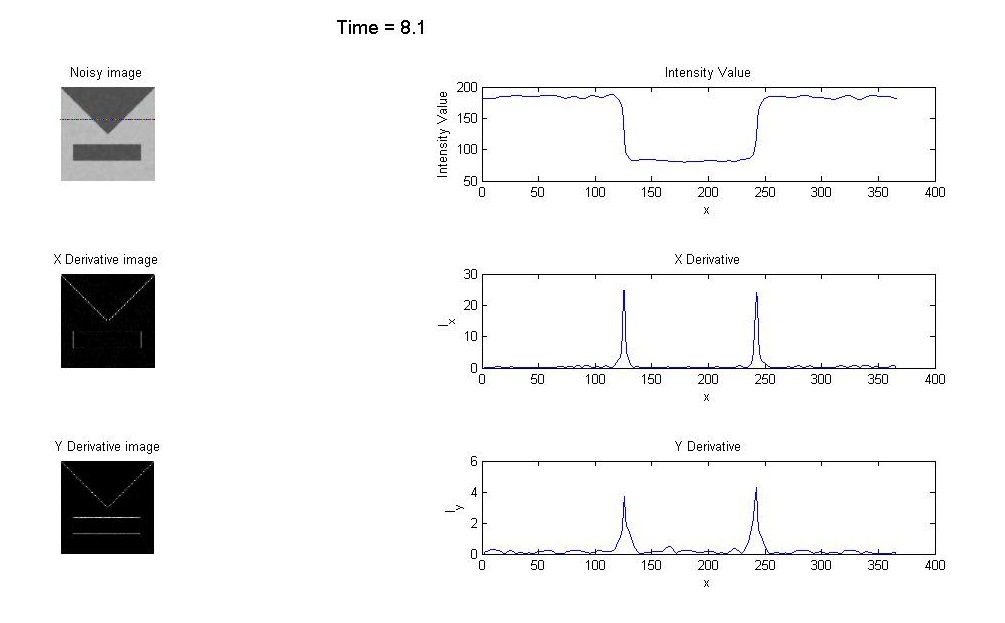 Time = 8.1
Noisy image
Intensity Value
Intensity Value
200
150
100
50
0 50 100 150 200 250 300 350 400
x
X Derivative image
X Derivative
I_x
30
20
10
0
0 50 100 150 200 250 300 350 400
x
Y Derivative image
Y Derivative
I_y
6
4
2
0
0 50 100 150 200 250 300 350 400
x